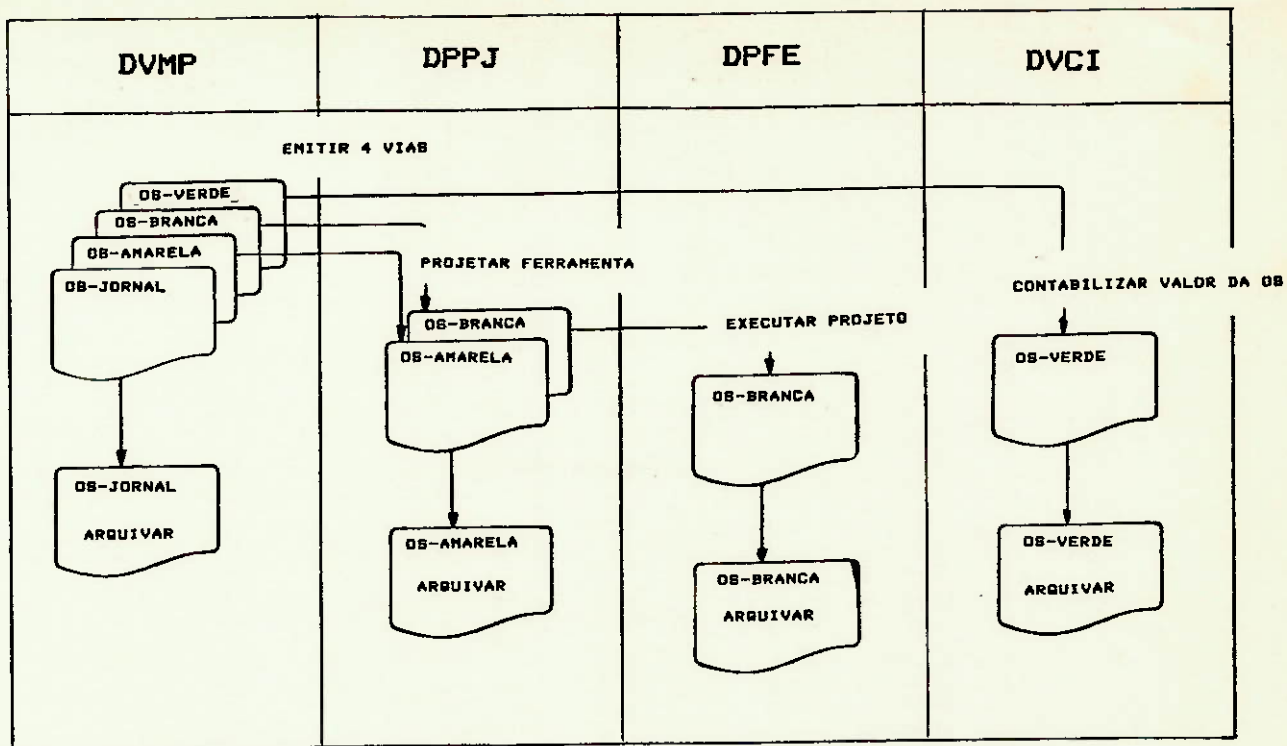 DVMP
DPPJ
DPFE
DVCI
EMITIR 4 VIAS
OS-VERDE
OS-BRANCA
OS-AMARELA
OS-JORNAL
PROJETAR FERRAMENTA
OS-BRANCA
OS-AMARELA
EXECUTAR PROJETO
OS-BRANCA
CONTABILIZAR VALOR DA OS
OS-VERDE
OS-JORNAL
ARQUIVAR
OS-AMARELA
ARQUIVAR
OS-BRANCA
ARQUIVAR
OS-VERDE
ARQUIVAR